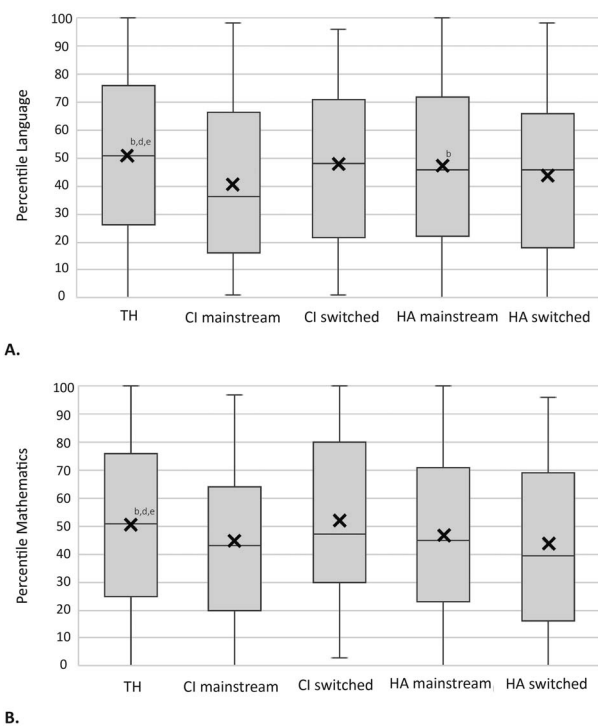 100
90
80
70
60
50
40
30
20
10
0
Percentile Language
b,d,e
b
TH CI mainstream CI switched HA mainstream HA switched
A.
100
90
80
70
60
50
40
30
20
10
0
Percentile Mathematics
b,d,e
TH CI mainstream CI switched HA mainstream HA switched
B.